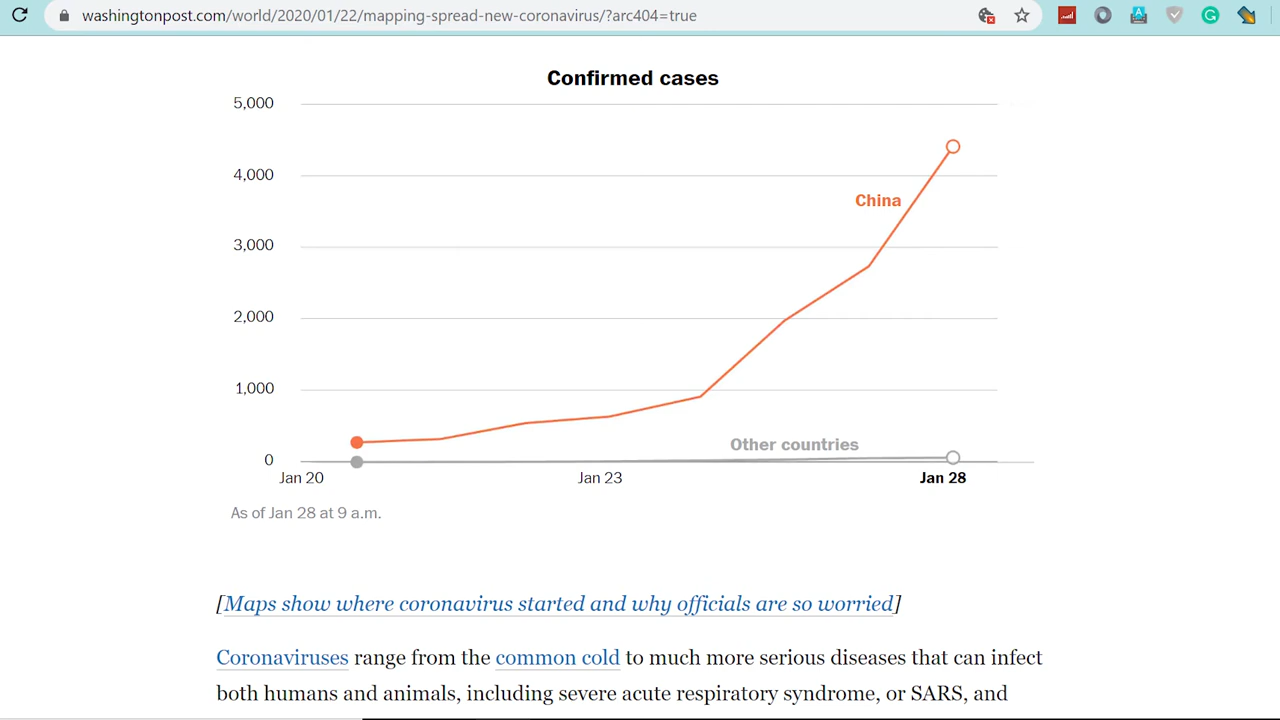 washingtonpost.com/world/2020/01/22/mapping-spread-new-coronavirus/?arc404=true
Confirmed cases
5,000
4,000
China
3,000
2,000
1,000
Other countries
0
Jan 20 Jan 23 Jan 28
As of Jan 28 at 9 a.m.
[Maps show where coronavirus started and why officials are so worried]
Coronaviruses range from the common cold to much more serious diseases that can infect
both humans and animals, including severe acute respiratory syndrome, or SARS, and